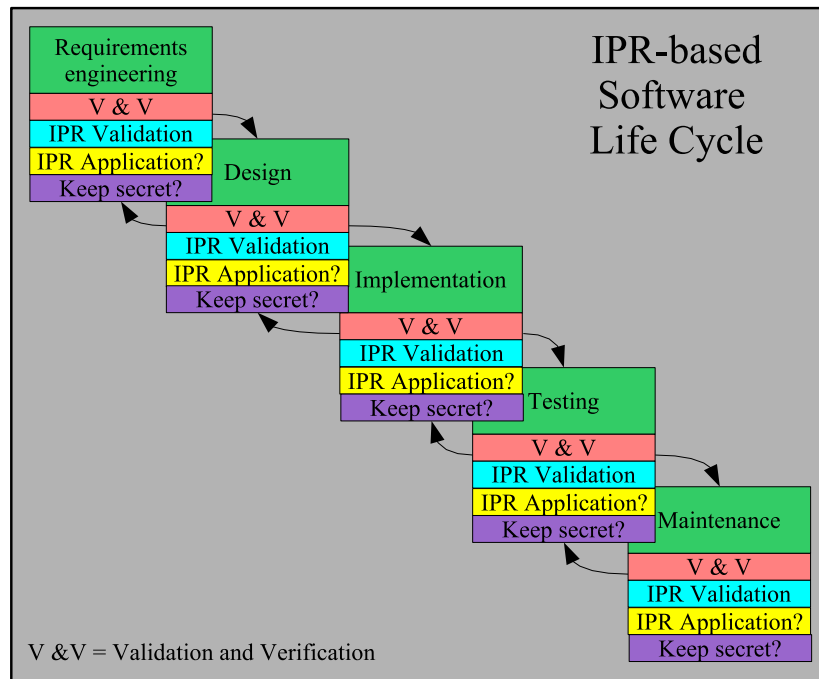 IPR-based
Software
Life Cycle
Requirements
engineering
V & V
IPR Validation
IPR Application?
Keep secret?
Design
V & V
IPR Validation
IPR Application?
Keep secret?
Implementation
V & V
IPR Validation
IPR Application?
Keep secret?
Testing
V & V
IPR Validation
IPR Application?
Keep secret?
Maintenance
V & V
IPR Validation
IPR Application?
Keep secret?
V &V = Validation and Verification